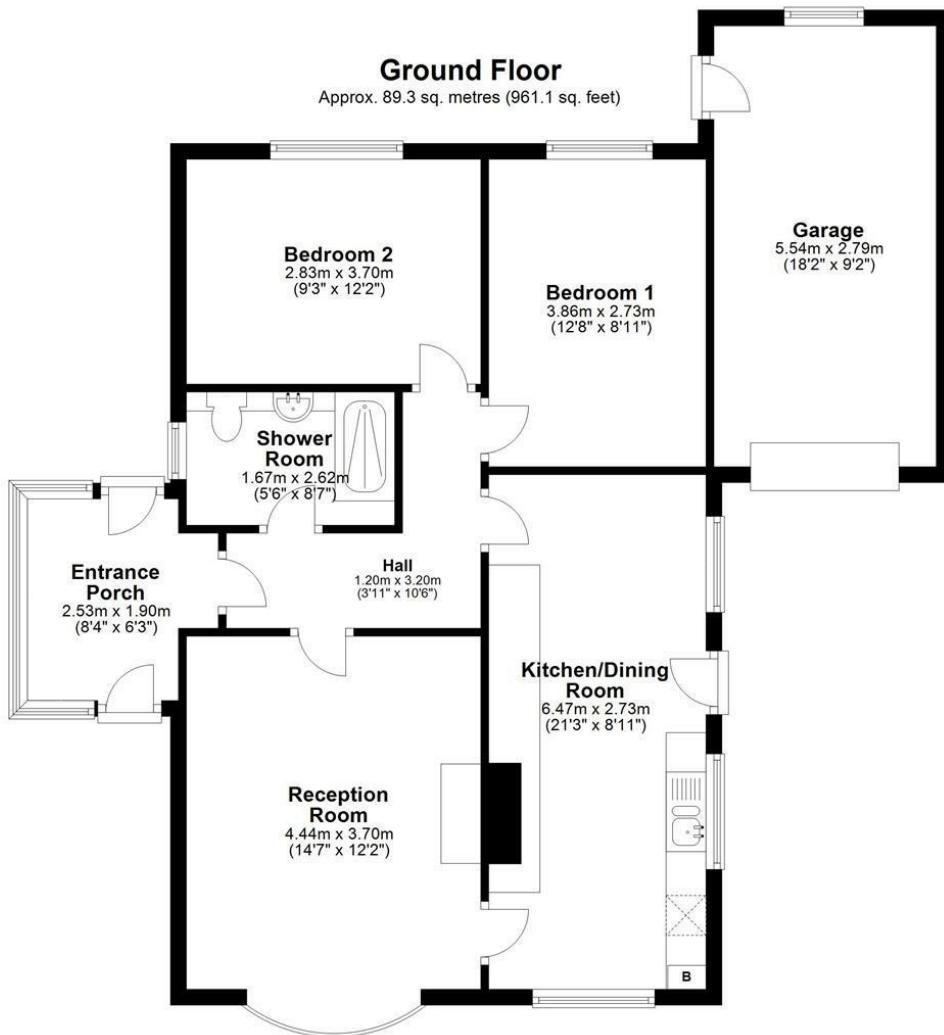 Ground Floor
Approx. 89.3 sq. metres (961.1 sq. feet)
Bedroom 2
2.83m x 3.70m
(9'3" x 12'2")
Bedroom 1
3.86m x 2.73m
(12'8" x 8'11")
Garage
5.54m x 2.79m
(18'2" x 9'2")
Shower
Room
1.67m x 2.62m
(5'6" x 8'7")
Entrance
Porch
2.53m x 1.90m
(8'4" x 6'3")
Hall
1.20m x 3.20m
(3'11" x 10'6")
Kitchen/Dining
Room
6.47m x 2.73m
(21'3" x 8'11")
Reception
Room
4.44m x 3.70m
(14'7" x 12'2")
B